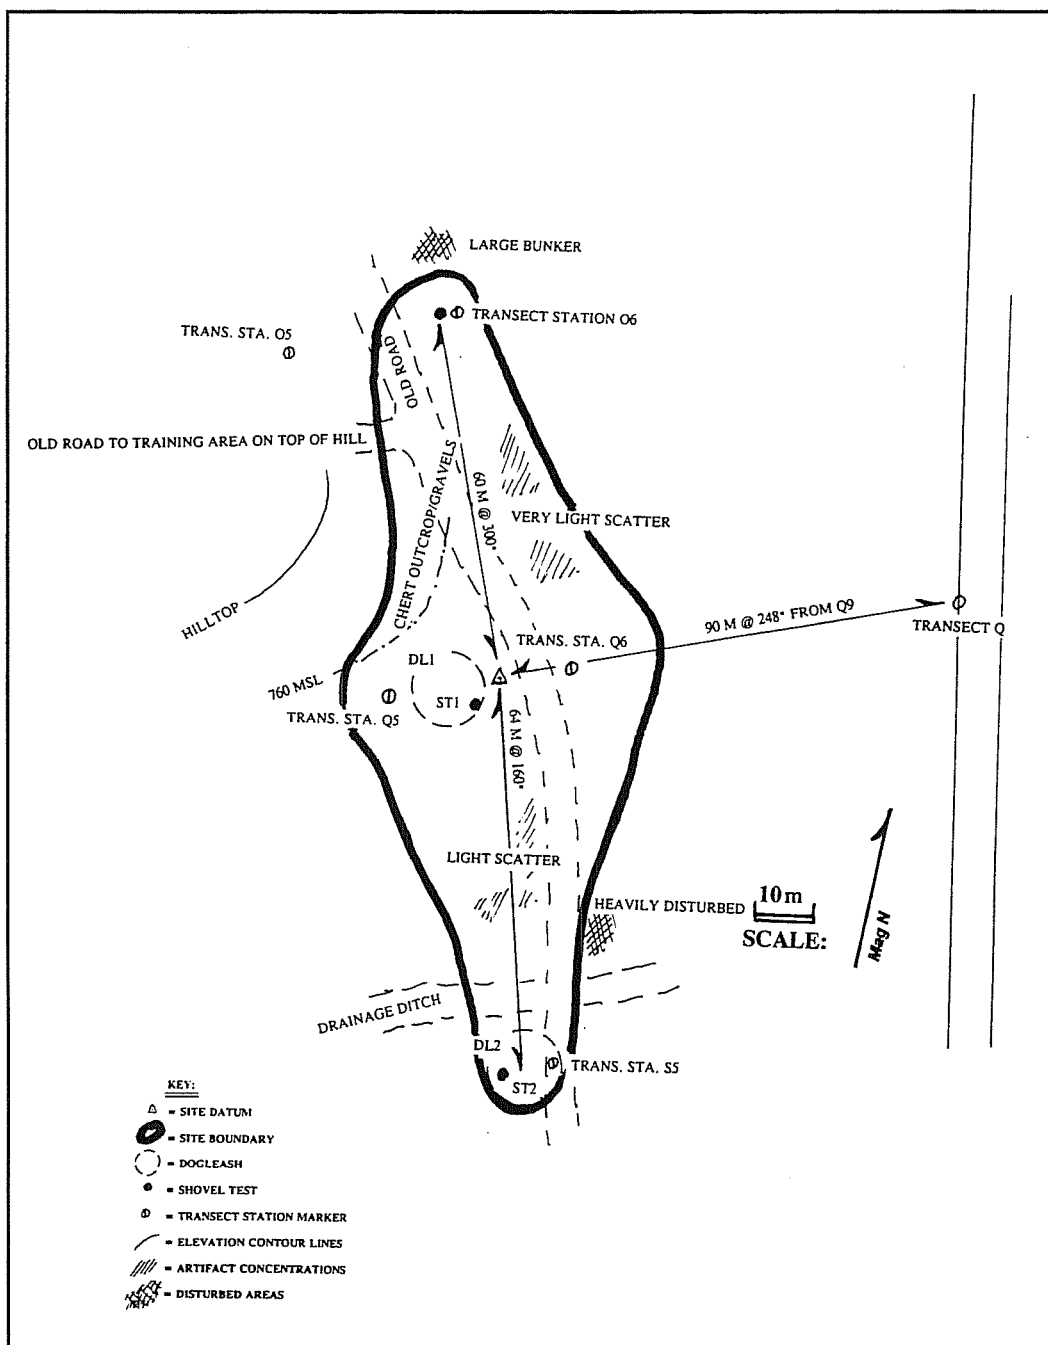 LARGE BUNKER
TRANSECT STATION O6
TRANS. STA. O5
OLD ROAD
OLD ROAD TO TRAINING AREA ON TOP OF HILL
CHERT OUTCROP/GRAVELS
60 M @ 300°
VERY LIGHT SCATTER
HILLTOP
90 M @ 248° FROM Q9
TRANSECT Q
TRANS. STA. Q6
DL1
760 MSL
ST1
TRANS. STA. Q5
64 M @ 160°
LIGHT SCATTER
HEAVILY DISTURBED
10m
SCALE:
Mag N
DRAINAGE DITCH
DL2
TRANS. STA. S5
ST2
KEY:
= SITE DATUM
= SITE BOUNDARY
= DOGLEASH
= SHOVEL TEST
= TRANSECT STATION MARKER
= ELEVATION CONTOUR LINES
= ARTIFACT CONCENTRATIONS
= DISTURBED AREAS